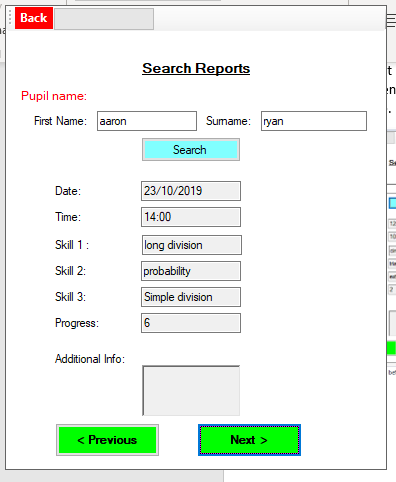 Back
Search Reports
Pupil name:
First Name: aaron Surname: ryan
Search
Date: 23/10/2019
Time: 14:00
Skill 1 : long division
Skill 2: probability
Skill 3: Simple division
Progress: 6
Additional Info:
< Previous Next >